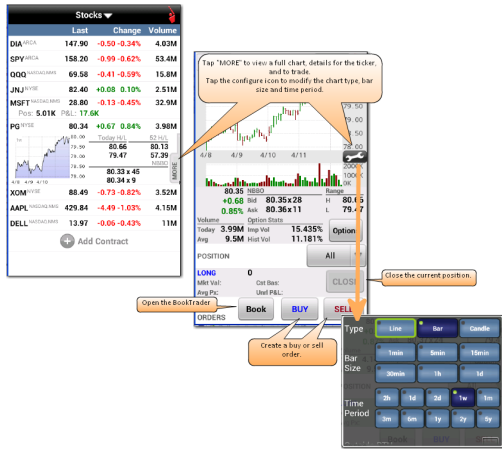 Stocks
Last Change Volume
DIA ARCA 147.90 -0.50 -0.34% 4.03M
SPY ARCA 158.20 -0.99 -0.62% 53.4M
QQQ NASDAQ.NMS 69.58 -0.41 -0.59% 15.8M
JNJ NYSE 82.40 +0.08 0.10% 2.51M
MSFT NASDAQ.NMS 28.80 -0.13 -0.45% 32.9M
Pos: 5.01K P&L: 17.6K
PG NYSE 80.34 +0.67 0.84% 3.98M
Today H/L 52 H/L
80.66 80.13
79.47 57.39
NBBO
80.33 x 45
80.34 x 9
4/8 4/9 4/10 4/11
MORE
XOM NYSE 88.49 -0.73 -0.82% 3.52M
AAPL NASDAQ.NMS 429.84 -4.49 -1.03% 4.15M
DELL NASDAQ.NMS 13.97 -0.06 -0.43% 11M
Add Contract
Tap "MORE" to view a full chart, details for the ticker,
and to trade.
Tap the configure icon to modify the chart type, bar
size and time period.
79.50
79.00
78.50
4/8 4/9 4/10 4/11
2000K
1000K
0K
80.35 NBBO Range
+0.68 Bid 80.35x28 H
0.85% Ask 80.36x11 L 79.47
Volume Option Stats
Today 3.99M Imp Vol 15.435%
Avg 9.5M Hist Vol 11.181%
Option
POSITION All
LONG 0
Mkt Val: Cst Bas:
Avg Px: Unrl P&L:
CLOSE
Close the current position.
Open the BookTrader
Book BUY SELL
ORDERS
Create a buy or sell
order.
Type Line Bar Candle
Bar
Size
1min 5min 15min
30min 1h 1d
Time
Period
2h 1d 2d 1w 1m
3m 6m 1y 2y 5y